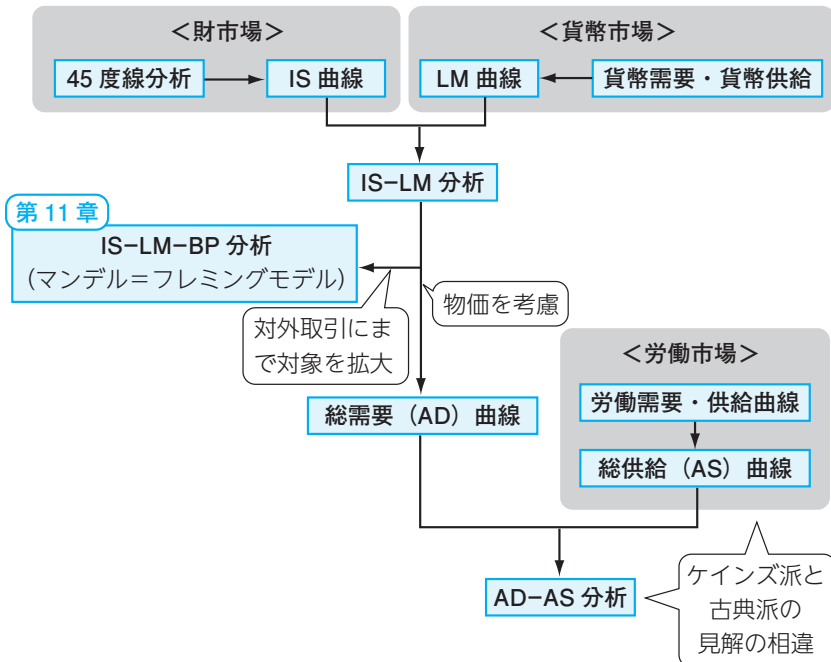 <財市場>
<貨幣市場>
45 度線分析
IS 曲線
LM 曲線
貨幣需要・貨幣供給
IS−LM 分析
第 11 章
IS−LM−BP 分析
(マンデル＝フレミングモデル)
物価を考慮
対外取引にま
で対象を拡大
<労働市場>
労働需要・供給曲線
総需要（AD）曲線
総供給（AS）曲線
AD−AS 分析
ケインズ派と
古典派の
見解の相違